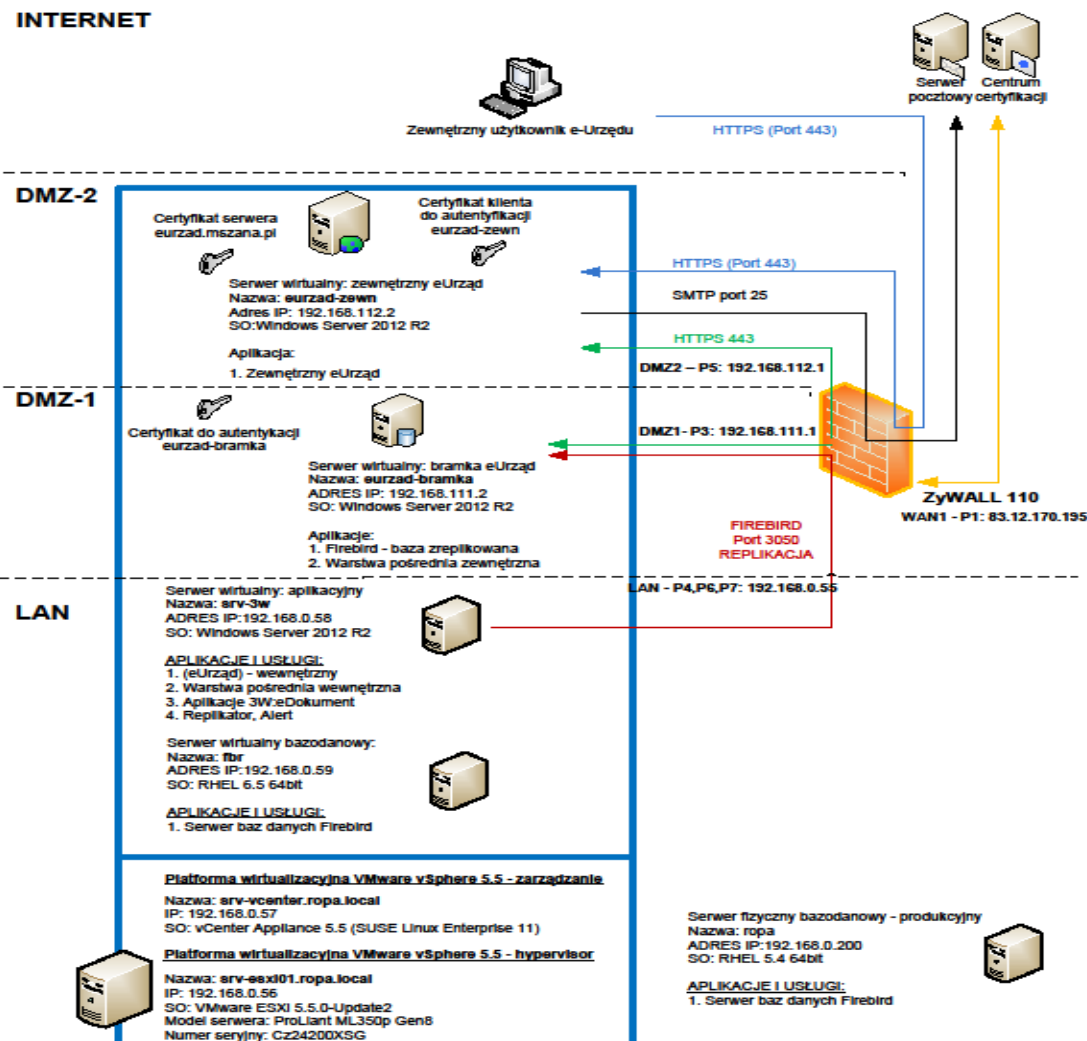 INTERNET
Serwer
pocztowy
Centrum
certyfikacji
Zewnętrzny użytkownik e-Urzędu
HTTPS (Port 443)
DMZ-2
Certyfikat serwera
eurzad.mszana.pl
Certyfikat klienta
do autentyfikacji
eurzad-zewn
HTTPS (Port 443)
Serwer wirtualny: zewnętrzny eUrząd
Nazwa: eurzad-zewn
Adres IP: 192.168.112.2
SO:Windows Server 2012 R2
SMTP port 25
HTTPS 443
Aplikacja:
1. Zewnętrzny eUrząd
DMZ2 – P5: 192.168.112.1
DMZ-1
Certyfikat do autentykacji
eurzad-bramka
DMZ1- P3: 192.168.111.1
Serwer wirtualny: bramka eUrząd
Nazwa: eurzad-bramka
ADRES IP: 192.168.111.2
SO: Windows Server 2012 R2
ZyWALL 110
WAN1 - P1: 83.12.170.195
FIREBIRD
Port 3050
REPLIKACJA
Aplikacje:
1. Firebird - baza zreplikowana
2. Warstwa pośrednia zewnętrzna
LAN - P4,P6,P7: 192.168.0.55
LAN
Serwer wirtualny: aplikacyjny
Nazwa: srv-3w
ADRES IP:192.168.0.58
SO: Windows Server 2012 R2
APLIKACJE I USŁUGI:
1. (eUrząd) - wewnętrzny
2. Warstwa pośrednia wewnętrzna
3. Aplikacje 3W:eDokument
4. Replikator, Alert
Serwer wirtualny bazodanowy:
Nazwa: fbr
ADRES IP:192.168.0.59
SO: RHEL 6.5 64bit
APLIKACJE I USŁUGI:
1. Serwer baz danych Firebird
Platforma wirtualizacyjna VMware vSphere 5.5 - zarządzanie
Nazwa: srv-vcenter.ropa.local
IP: 192.168.0.57
SO: vCenter Appliance 5.5 (SUSE Linux Enterprise 11)
Platforma wirtualizacyjna VMware vSphere 5.5 - hypervisor
Nazwa: srv-esxi01.ropa.local
IP: 192.168.0.56
SO: VMware ESXi 5.5.0-Update2
Model serwera: ProLiant ML350p Gen8
Numer seryjny: Cz24200XSG
Serwer fizyczny bazodanowy - produkcyjny
Nazwa: ropa
ADRES IP:192.168.0.200
SO: RHEL 5.4 64bit
APLIKACJE I USŁUGI:
1. Serwer baz danych Firebird